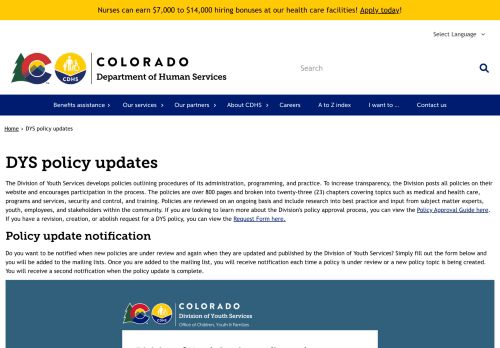 Nurses can earn $7,000 to $14,000 hiring bonuses at our health care facilities! Apply today!
Select Language
COLORADO
Department of Human Services
CDHS
Search
Benefits assistance
Our services
Our partners
About CDHS
Careers
A to Z index
I want to ...
Contact us
Home › DYS policy updates
DYS policy updates
The Division of Youth Services develops policies outlining procedures of its administration, programming, and practice. To increase transparency, the Division posts all policies on their
website and encourages participation in the process. The policies are over 800 pages and broken into twenty-three (23) chapters covering topics such as medical and health care,
programs and services, security and control, and training. Policies are reviewed on an ongoing basis and include research into best practice and input from subject matter experts,
youth, employees, and stakeholders within the community. If you are looking to learn more about the Division's policy approval process, you can view the Policy Approval Guide here.
If you have a revision, creation, or abolish request for a DYS policy, you can view the Request Form here.
Policy update notification
Do you want to be notified when new policies are under review and again when they are updated and published by the Division of Youth Services? Simply fill out the form below and
you will be added to the mailing lists. Once you are added to the mailing list, you will receive notification each time a policy is under review or a new policy topic is being created.
You will receive a second notification when the policy update is complete.
COLORADO
Division of Youth Services
Office of Children, Youth & Families